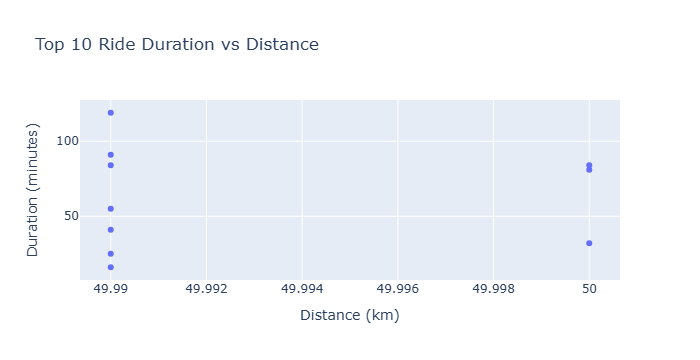 Top 10 Ride Duration vs Distance
Duration (minutes)
100
50
49.99
49.992
49.994
49.996
49.998
50
Distance (km)